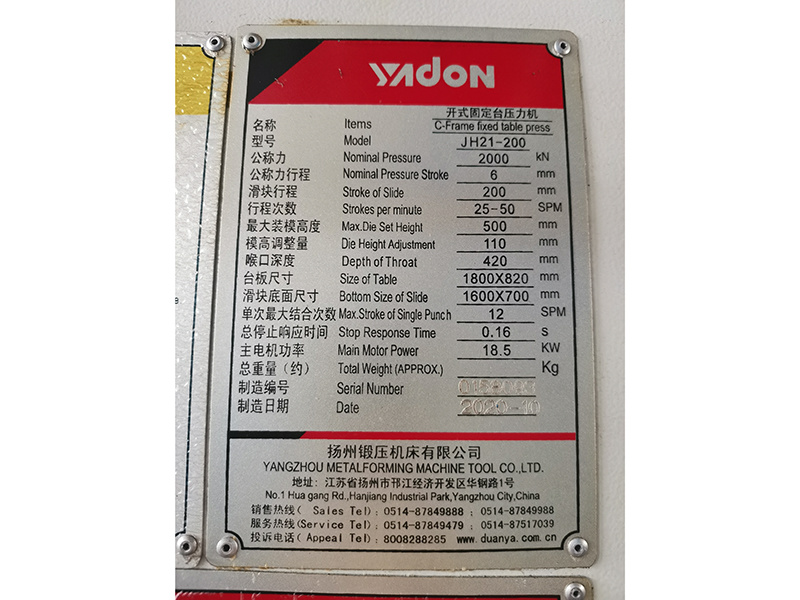 YADON
名称 Items 开式固定台压力机 C-Frame fixed table press
型号 Model JH21-200
公称力 Nominal Pressure 2000 kN
公称力行程 Nominal Pressure Stroke 6 mm
滑块行程 Stroke of Slide 200 mm
行程次数 Strokes per minute 25-50 SPM
最大装模高度 Max.Die Set Height 500 mm
模高调整量 Die Height Adjustment 110 mm
喉口深度 Depth of Throat 420 mm
台板尺寸 Size of Table 1800X820 mm
滑块底面尺寸 Bottom Size of Slide 1600X700 mm
单次最大结合次数 Max.Stroke of Single Punch 12 SPM
总停止响应时间 Stop Response Time 0.16 s
主电机功率 Main Motor Power 18.5 KW
总重量（约） Total Weight (APPROX.) Kg
制造编号 Serial Number
制造日期 Date 2020-10
扬州锻压机床有限公司
YANGZHOU METALFORMING MACHINE TOOL CO.,LTD.
地址：江苏省扬州市邗江经济开发区华钢路1号
No.1 Hua gang Rd.,Hanjiang Industrial Park,Yangzhou City,China
销售热线( Sales Tel)：0514-87849888；0514-87849988
服务热线(Service Tel)：0514-87849479；0514-87517039
投诉电话( Appeal Tel)：8008288285 www.duanya.com.cn